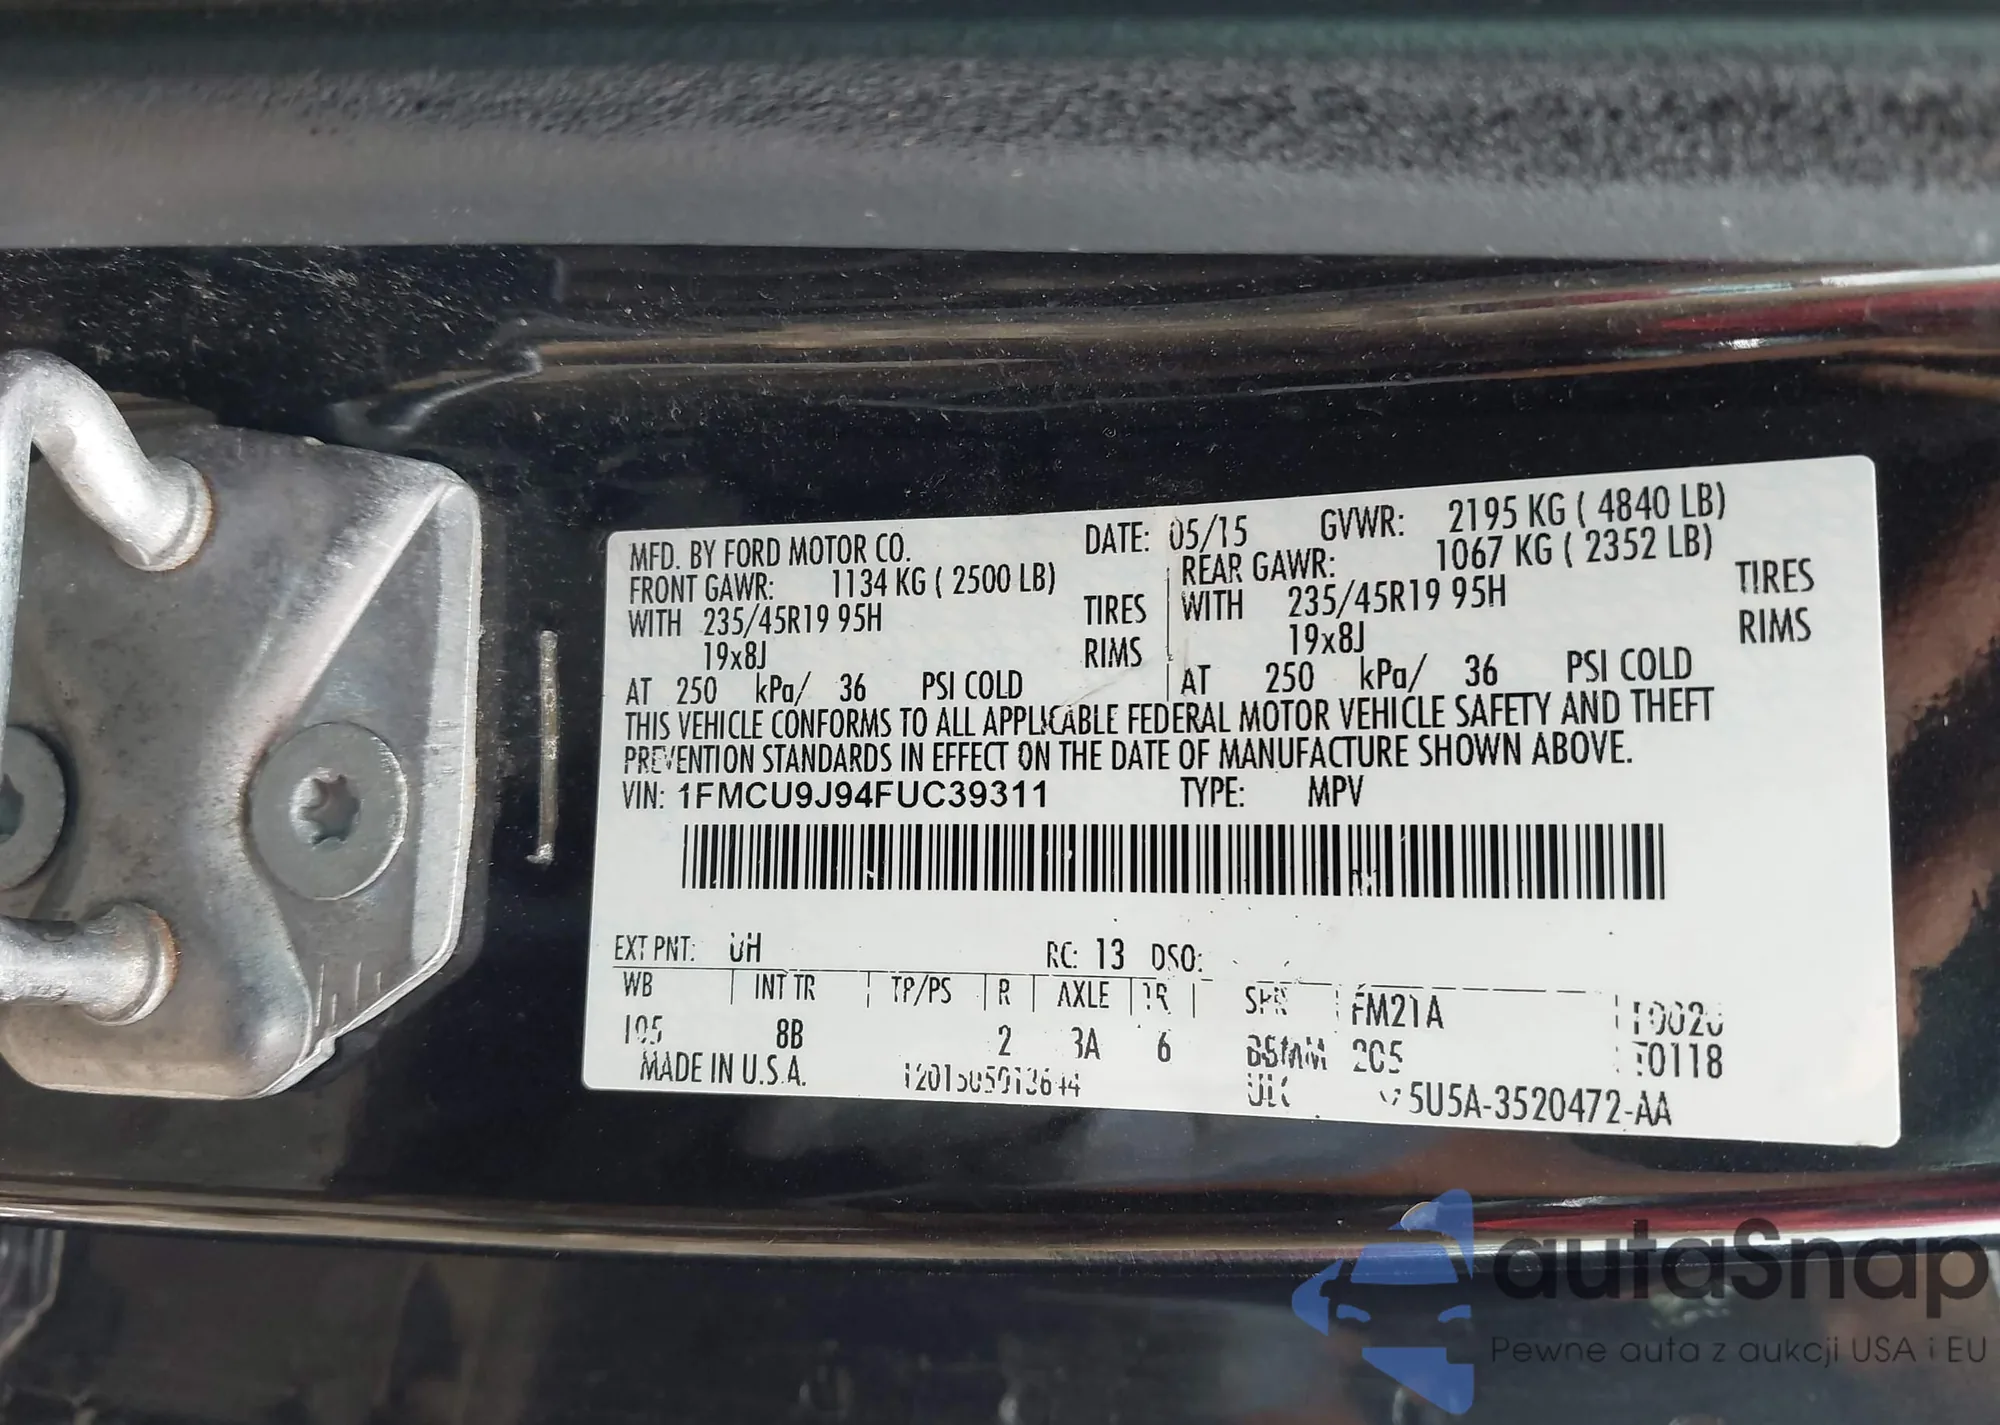 MFD. BY FORD MOTOR CO. DATE: 05/15 GVWR: 2195 KG ( 4840 LB)
FRONT GAWR: 1134 KG ( 2500 LB) REAR GAWR: 1067 KG ( 2352 LB)
WITH 235/45R19 95H TIRES WITH 235/45R19 95H TIRES
19x8J RIMS 19x8J RIMS
AT 250 kPa/ 36 PSI COLD AT 250 kPa/ 36 PSI COLD
THIS VEHICLE CONFORMS TO ALL APPLICABLE FEDERAL MOTOR VEHICLE SAFETY AND THEFT
PREVENTION STANDARDS IN EFFECT ON THE DATE OF MANUFACTURE SHOWN ABOVE.
VIN: 1FMCU9J94FUC39311 TYPE: MPV
EXT PNT: UH RC: 13 DSO:
WB INT TR TP/PS R AXLE TR FM21A
105 8B 2 3A 6 205
MADE IN U.S.A. 5U5A-3520472-AA
autaSnap
Pewne auta z aukcji USA i EU